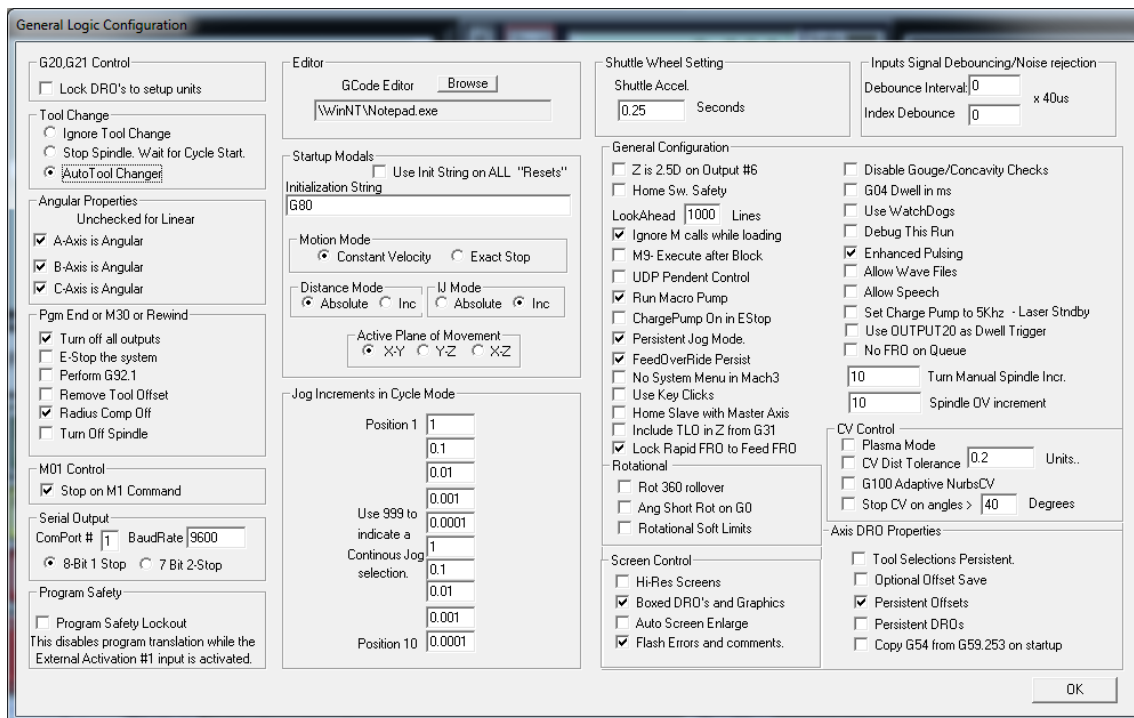 General Logic Configuration
G20,G21 Control
Lock DRO's to setup units
Tool Change
Ignore Tool Change
Stop Spindle. Wait for Cycle Start.
AutoTool Changer
Angular Properties
Unchecked for Linear
A-Axis is Angular
B-Axis is Angular
C-Axis is Angular
Pgm End or M30 or Rewind
Turn off all outputs
E-Stop the system
Perform G92.1
Remove Tool Offset
Radius Comp Off
Turn Off Spindle
M01 Control
Stop on M1 Command
Serial Output
ComPort # 1 BaudRate 9600
8-Bit 1 Stop 7 Bit 2-Stop
Program Safety
Program Safety Lockout
This disables program translation while the
External Activation #1 input is activated.
Editor
GCode Editor Browse
\WinNT\Notepad.exe
Startup Modals
Use Init String on ALL "Resets"
Initialization String
G80
Motion Mode
Constant Velocity Exact Stop
Distance Mode
Absolute Inc
IJ Mode
Absolute Inc
Active Plane of Movement
X-Y Y-Z X-Z
Jog Increments in Cycle Mode
Position 1 1
0.1
0.01
0.001
Use 999 to
indicate a
Continous Jog
selection.
0.0001
1
0.1
0.01
0.001
Position 10 0.0001
Shuttle Wheel Setting
Shuttle Accel.
0.25 Seconds
Inputs Signal Debouncing/Noise rejection
Debounce Interval: 0
x 40us
Index Debounce 0
General Configuration
Z is 2.5D on Output #6
Home Sw. Safety
LookAhead 1000 Lines
Ignore M calls while loading
M9- Execute after Block
UDP Pendent Control
Run Macro Pump
ChargePump On in EStop
Persistent Jog Mode.
FeedOverRide Persist
No System Menu in Mach3
Use Key Clicks
Home Slave with Master Axis
Include TLO in Z from G31
Lock Rapid FRO to Feed FRO
Disable Gouge/Concavity Checks
G04 Dwell in ms
Use WatchDogs
Debug This Run
Enhanced Pulsing
Allow Wave Files
Allow Speech
Set Charge Pump to 5Khz - Laser Stndby
Use OUTPUT20 as Dwell Trigger
No FRO on Queue
10 Turn Manual Spindle Incr.
10 Spindle OV increment
Rotational
Rot 360 rollover
Ang Short Rot on G0
Rotational Soft Limits
Screen Control
Hi-Res Screens
Boxed DRO's and Graphics
Auto Screen Enlarge
Flash Errors and comments.
CV Control
Plasma Mode
CV Dist Tolerance 0.2 Units..
G100 Adaptive NurbsCV
Stop CV on angles > 40 Degrees
Axis DRO Properties
Tool Selections Persistent.
Optional Offset Save
Persistent Offsets
Persistent DROs
Copy G54 from G59.253 on startup
OK